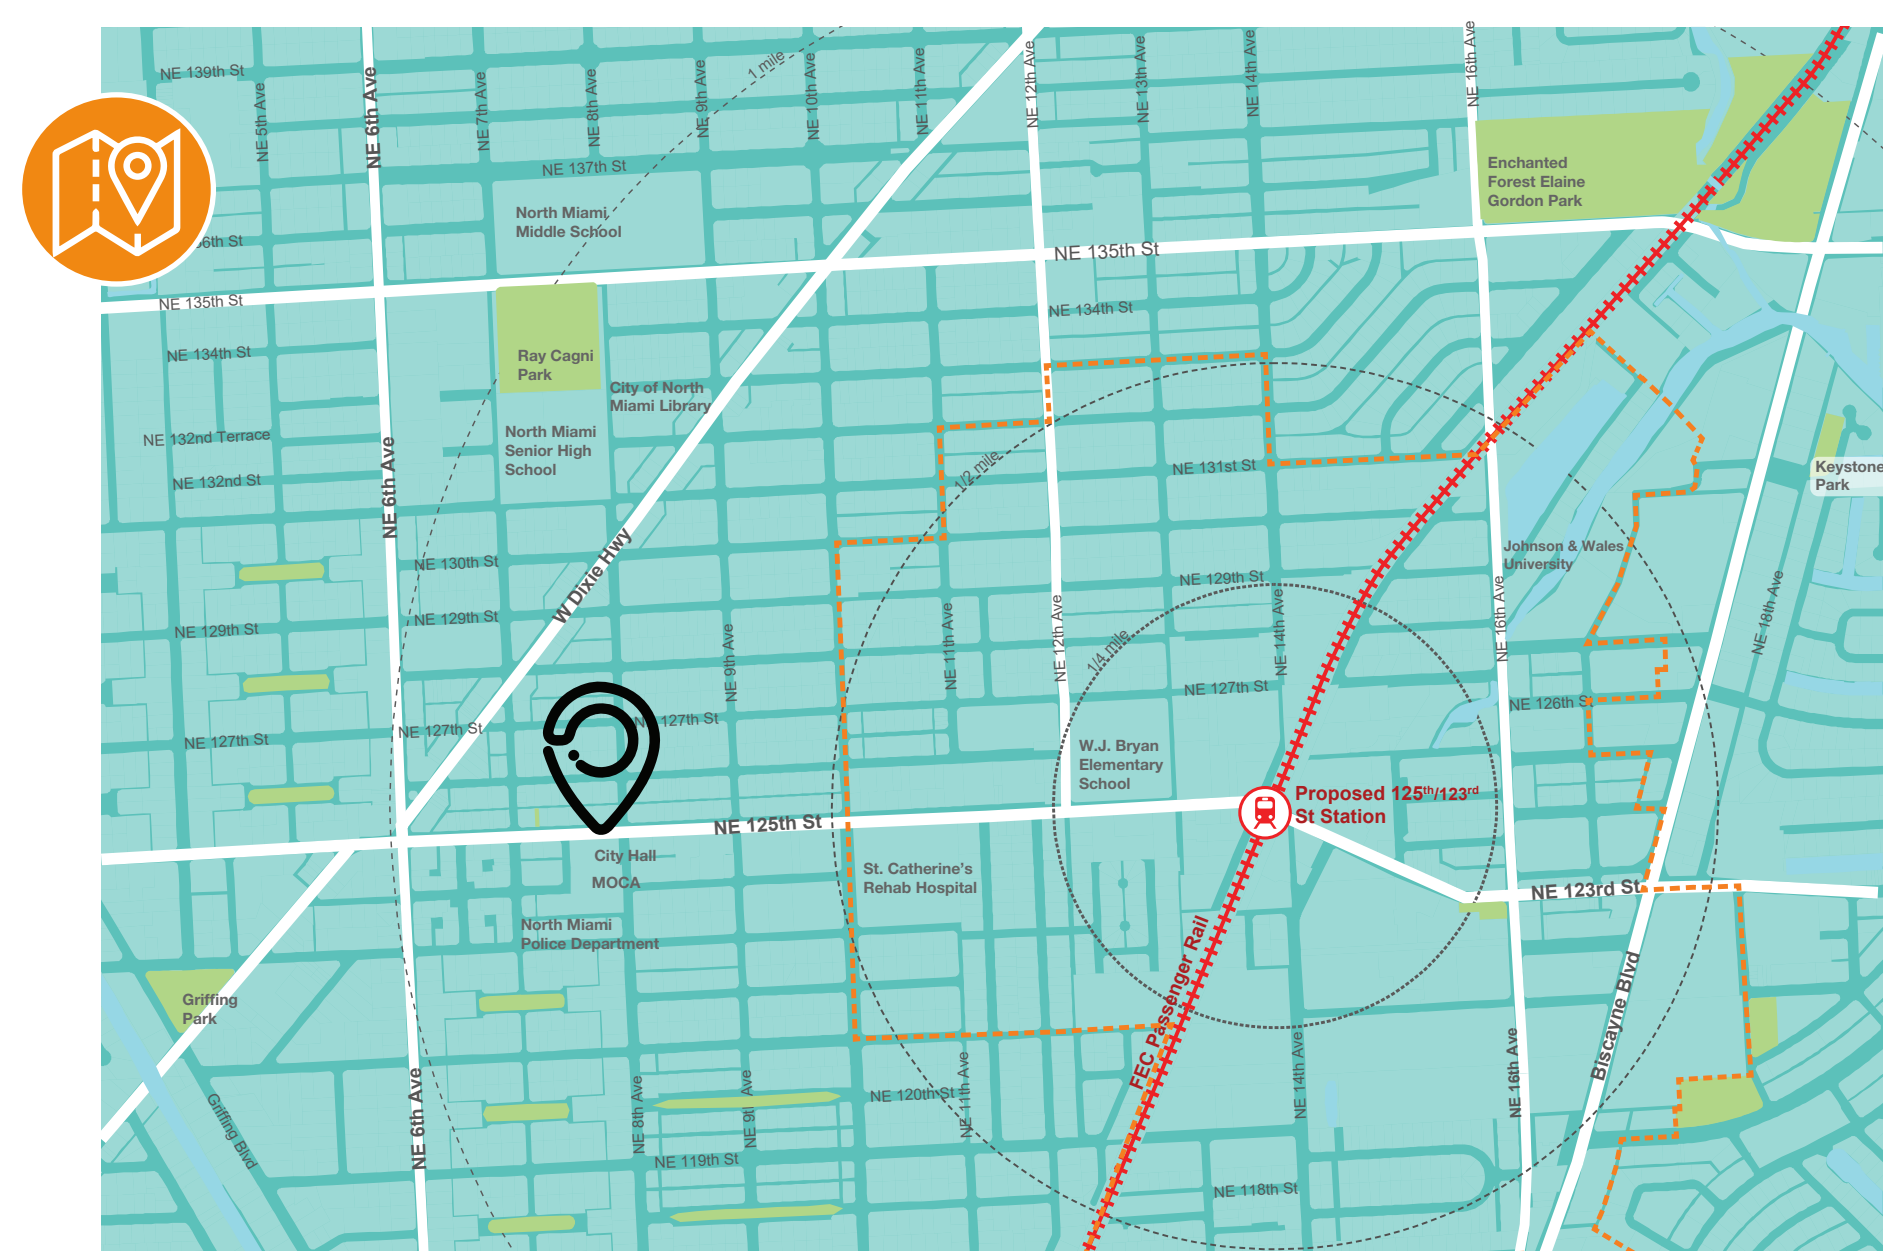 NE 139th St
NE 5th Ave
NE 6th Ave
NE 7th Ave
NE 8th Ave
NE 9th Ave
1 mile
NE 10th Ave
NE 11th Ave
NE 12th Ave
NE 13th Ave
NE 14th Ave
NE 16th Ave
NE 137th St
Enchanted
Forest Elaine
Gordon Park
North Miami
Middle School
6th St
NE 135th St
NE 135th St
NE 134th St
NE 134th St
Ray Cagni
Park
City of North
Miami Library
NE 132nd Terrace
North Miami
Senior High
School
NE 132nd St
NE 6th Ave
1/2 mile
NE 131st St
Keystone
Park
W Dixie Hwy
Johnson & Wales
University
NE 130th St
NE 129th St
NE 129th St
NE 129th St
NE 9th Ave
NE 11th Ave
NE 12th Ave
1/4 mile
NE 14th Ave
NE 16th Ave
NE 18th Ave
NE 127th St
NE 126th St
NE 127th St
NE 127th St
NE 127th St
W.J. Bryan
Elementary
School
Proposed 125th/123rd
St Station
NE 125th St
City Hall
MOCA
St. Catherine's
Rehab Hospital
NE 123rd St
North Miami
Police Department
FEC Passenger Rail
Biscayne Blvd
Griffing
Park
Griffing Blvd
NE 6th Ave
NE 8th Ave
NE 9th Ave
NE 120th St
NE 11th Ave
NE 14th Ave
NE 16th Ave
NE 119th St
NE 118th St